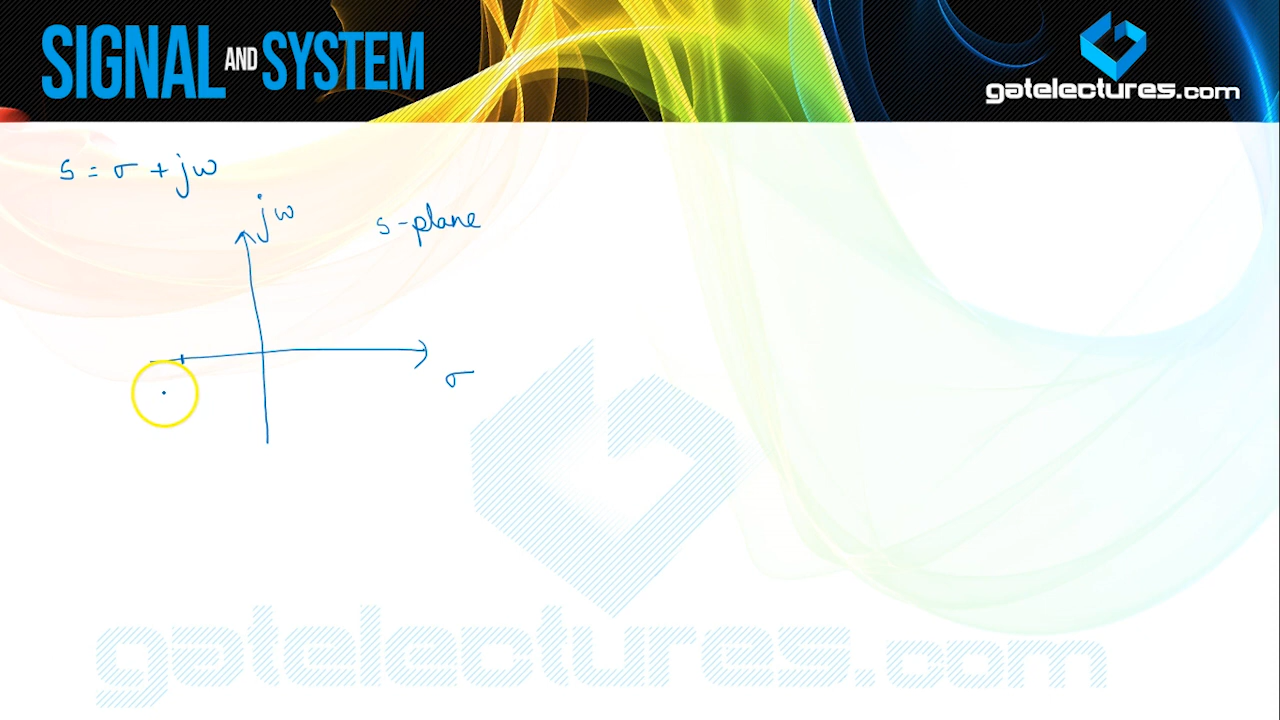 SIGNAL AND SYSTEM
gatelectures.com
s = σ + jω
jω
s-plane
σ
gatelectures.com